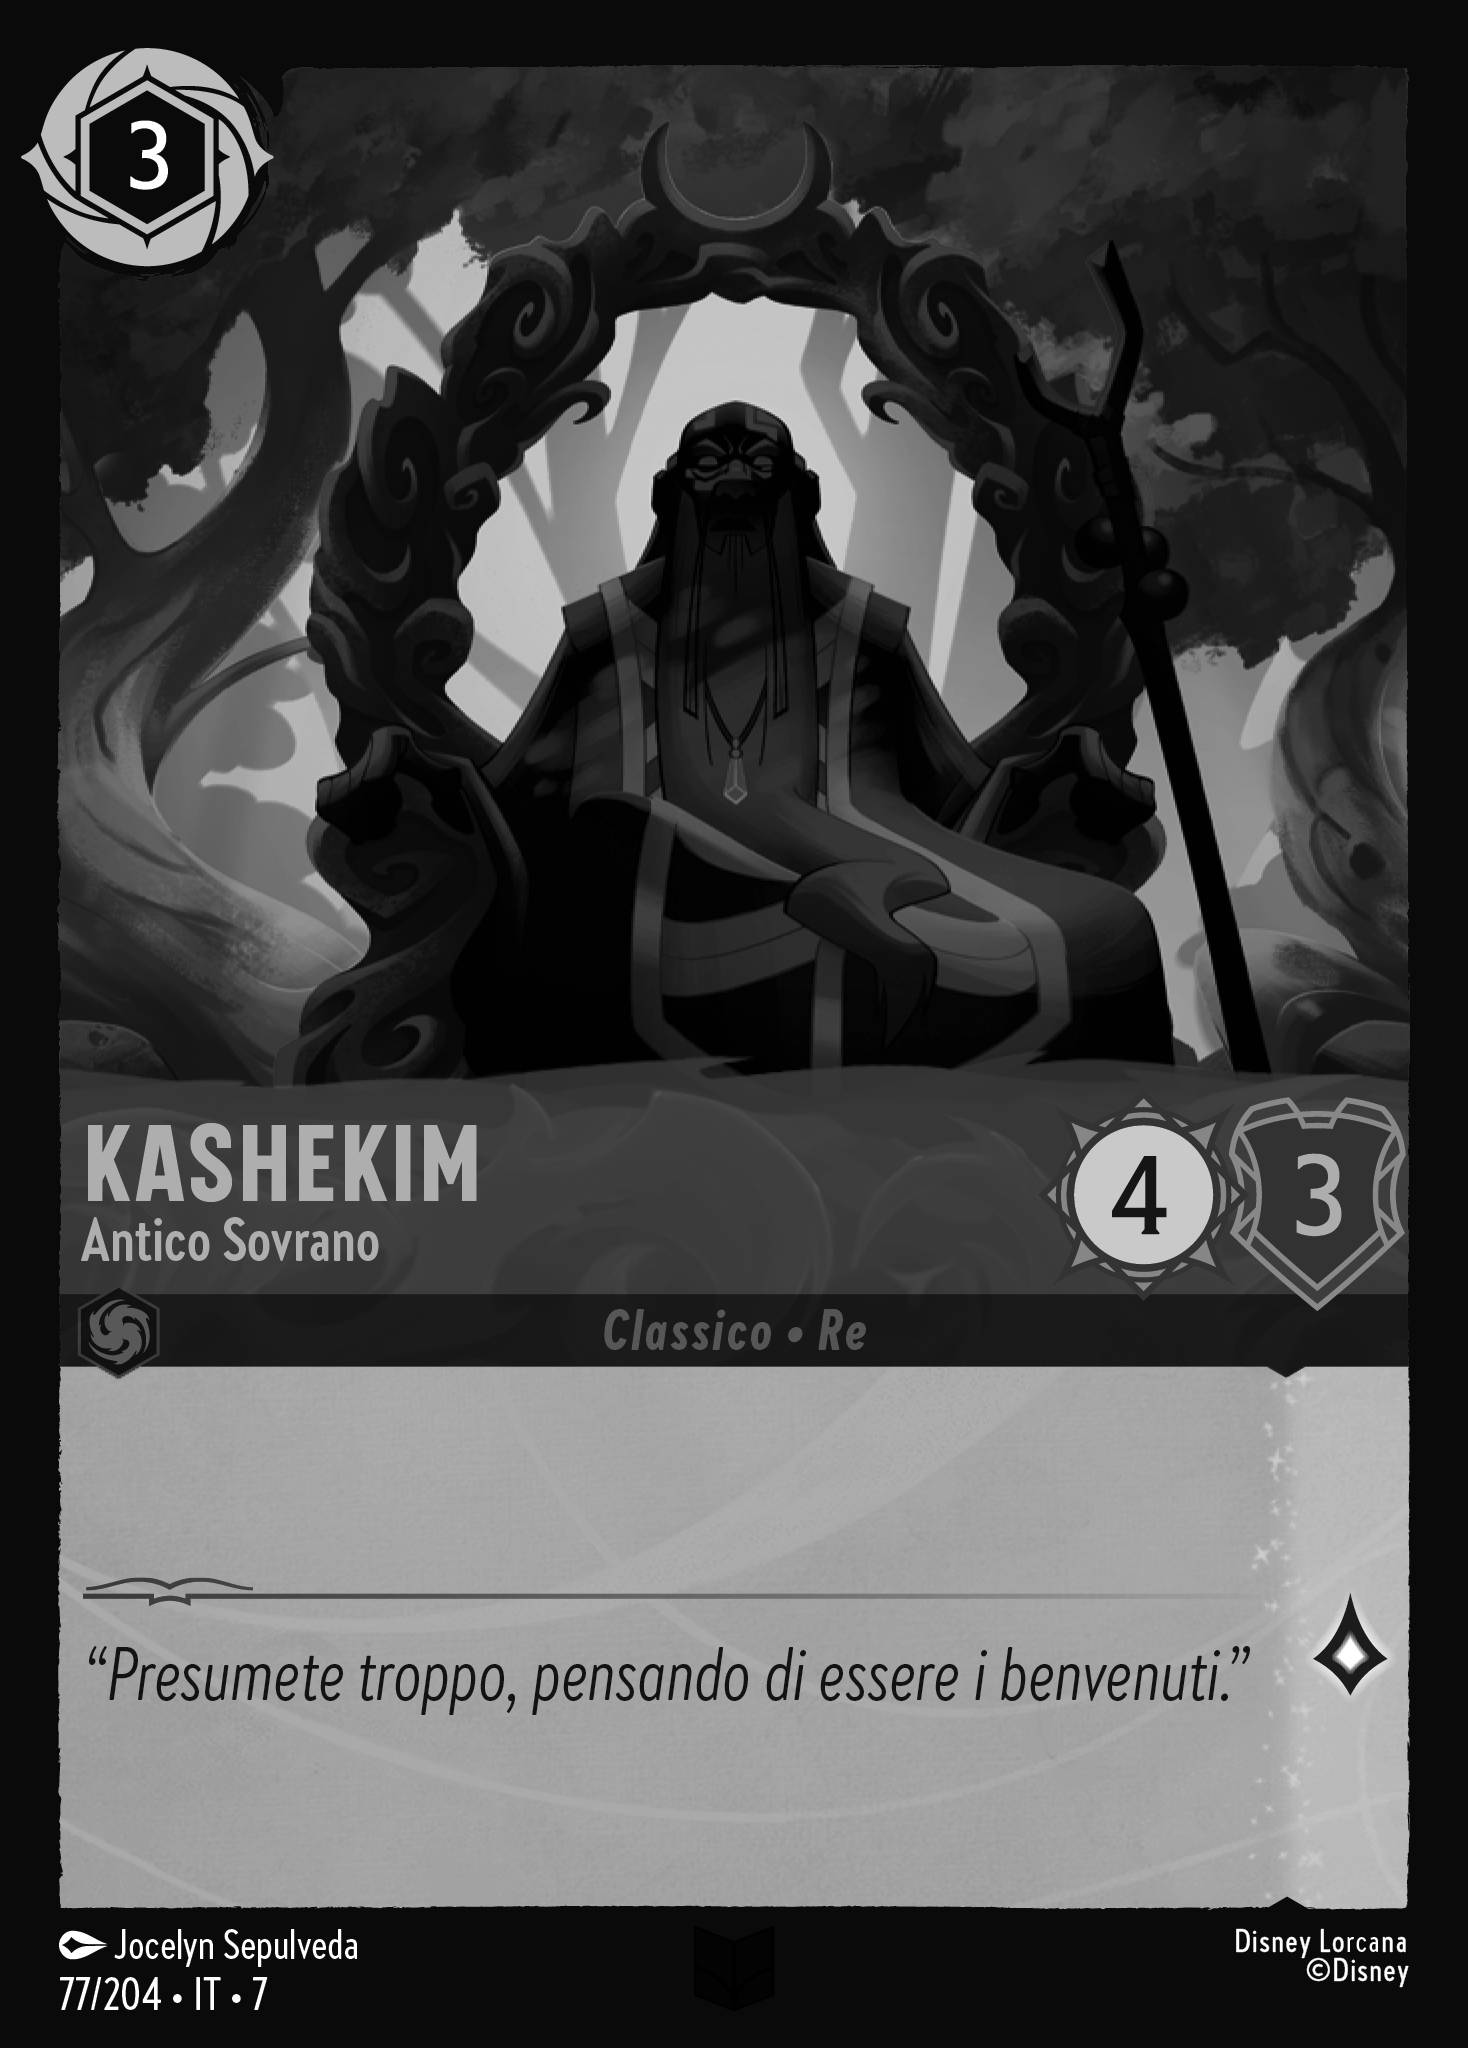 3
KASHEKIM
Antico Sovrano
4 3
Classico • Re
“Presumete troppo, pensando di essere i benvenuti.”
Jocelyn Sepulveda
77/204 • IT • 7
Disney Lorcana
©Disney